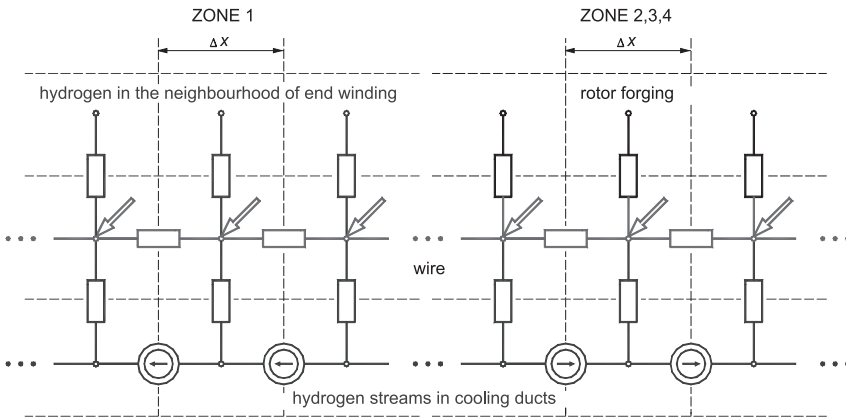 ZONE 1
ZONE 2,3,4
Δx
Δx
hydrogen in the neighbourhood of end winding
rotor forging
wire
hydrogen streams in cooling ducts